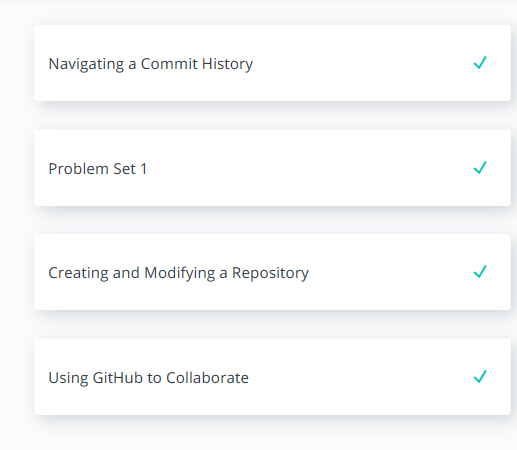 Navigating a Commit History
Problem Set 1
Creating and Modifying a Repository
Using GitHub to Collaborate